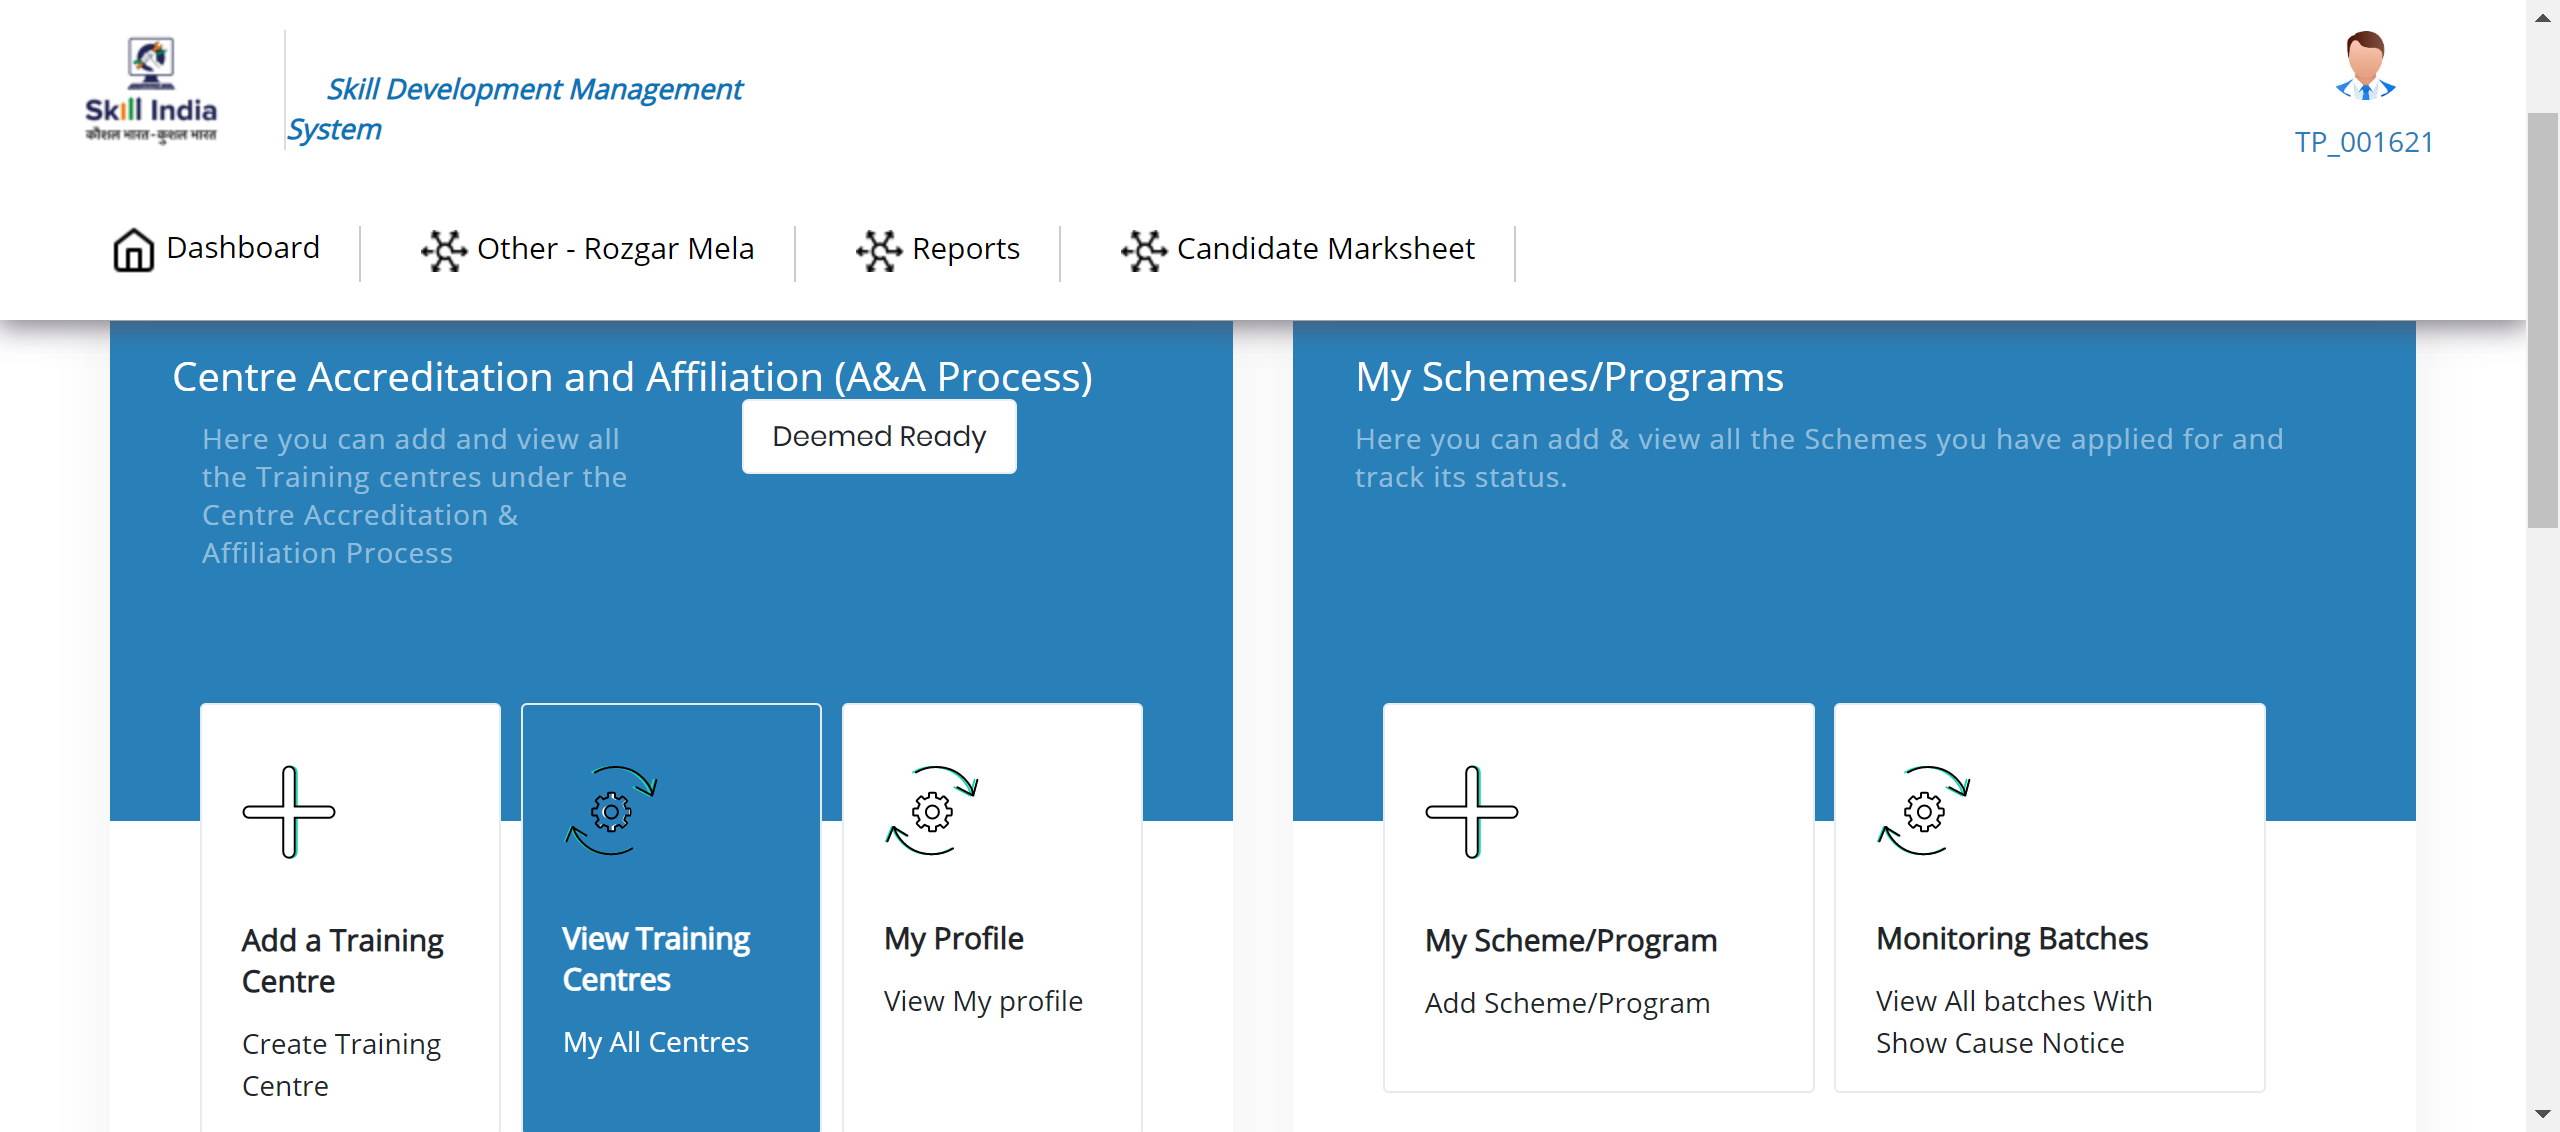 Skill India
कौशल भारत-कुशल भारत
Skill Development Management
System
TP_001621
Dashboard
Other - Rozgar Mela
Reports
Candidate Marksheet
Centre Accreditation and Affiliation (A&A Process)
Here you can add and view all
the Training centres under the
Centre Accreditation &
Affiliation Process
Deemed Ready
My Schemes/Programs
Here you can add & view all the Schemes you have applied for and
track its status.
Add a Training
Centre
Create Training
Centre
View Training
Centres
My All Centres
My Profile
View My profile
My Scheme/Program
Add Scheme/Program
Monitoring Batches
View All batches With
Show Cause Notice